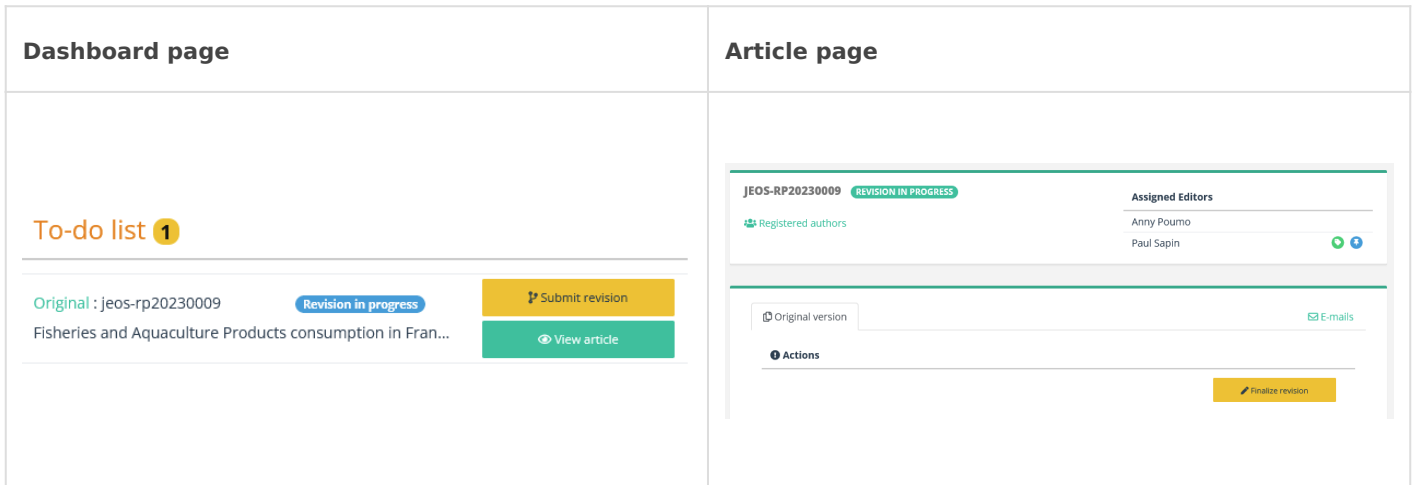 Dashboard page
Article page
To-do list 1
Original : jeos-rp20230009
Revision in progress
Submit revision
Fisheries and Aquaculture Products consumption in Fran...
View article
JEOS-RP20230009 REVISION IN PROGRESS
Registered authors
Assigned Editors
Anny Poumo
Paul Sapin
Original version
E-mails
Actions
Finalize revision